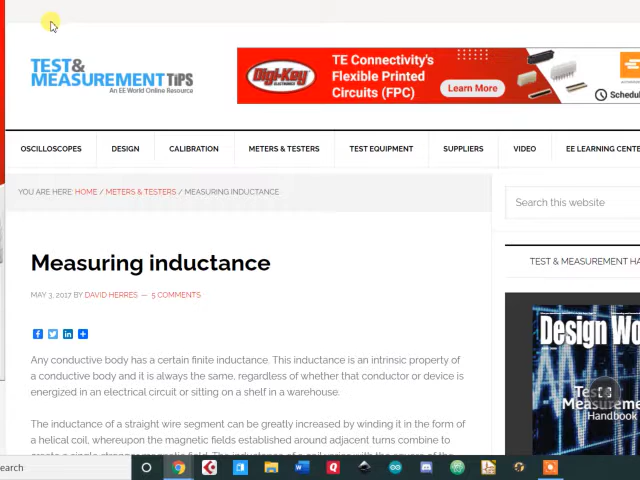 TEST&
MEASUREMENT TIPS
An EE World Online Resource
Digi-Key
ELECTRONICS
TE Connectivity's
Flexible Printed
Circuits (FPC)
Learn More
Schedul
OSCILLOSCOPES DESIGN CALIBRATION METERS & TESTERS TEST EQUIPMENT SUPPLIERS VIDEO EE LEARNING CENTE
YOU ARE HERE: HOME / METERS & TESTERS / MEASURING INDUCTANCE
Search this website
Measuring inductance
TEST & MEASUREMENT HA
MAY 3, 2017 BY DAVID HERRES — 5 COMMENTS
Design Wo
Any conductive body has a certain finite inductance. This inductance is an intrinsic property of
a conductive body and it is always the same, regardless of whether that conductor or device is
energized in an electrical circuit or sitting on a shelf in a warehouse.
Test &
Measureme
Handbook
The inductance of a straight wire segment can be greatly increased by winding it in the form of
a helical coil, whereupon the magnetic fields established around adjacent turns combine to
earch